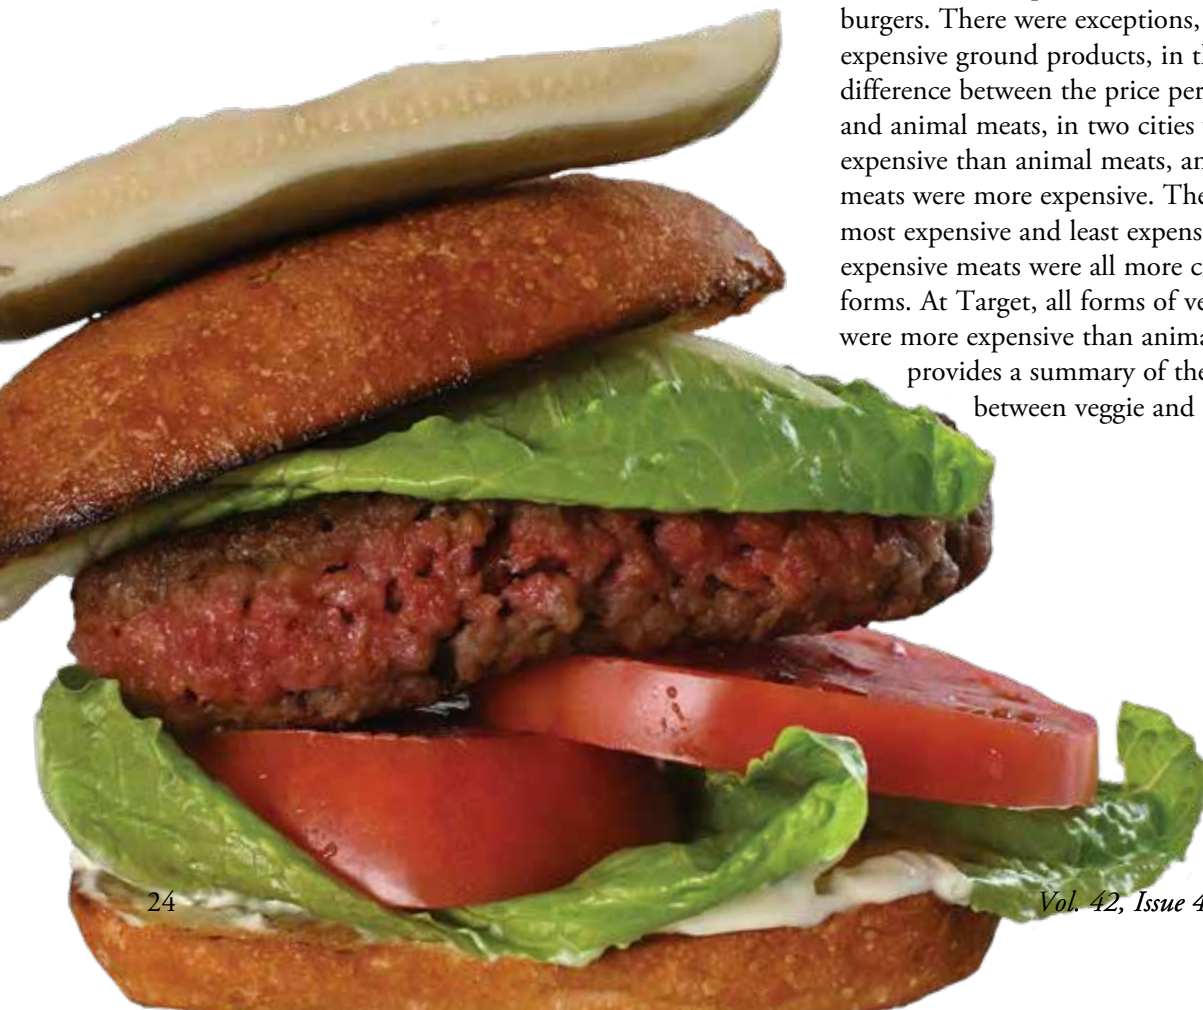 burgers. There were exceptions,
expensive ground products, in th
difference between the price per
and animal meats, in two cities
expensive than animal meats, an
meats were more expensive. The
most expensive and least expens
expensive meats were all more c
forms. At Target, all forms of ve
were more expensive than anima
provides a summary of the
between veggie and
24
Vol. 42, Issue 4